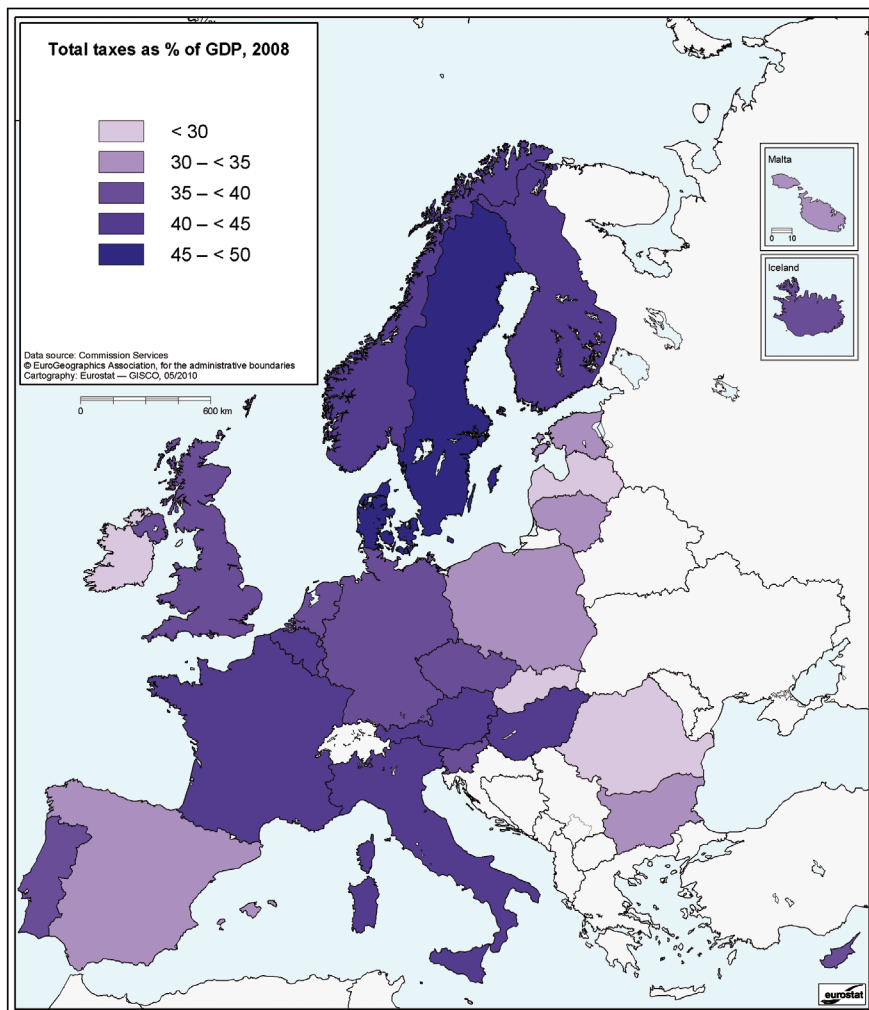 Total taxes as % of GDP, 2008
< 30
30 – < 35
35 – < 40
40 – < 45
45 – < 50
Data source: Commission Services
© EuroGeographics Association, for the administrative boundaries
Cartography: Eurostat — GISCO, 05/2010
0 600 km
Malta
0 10
Iceland
eurostat